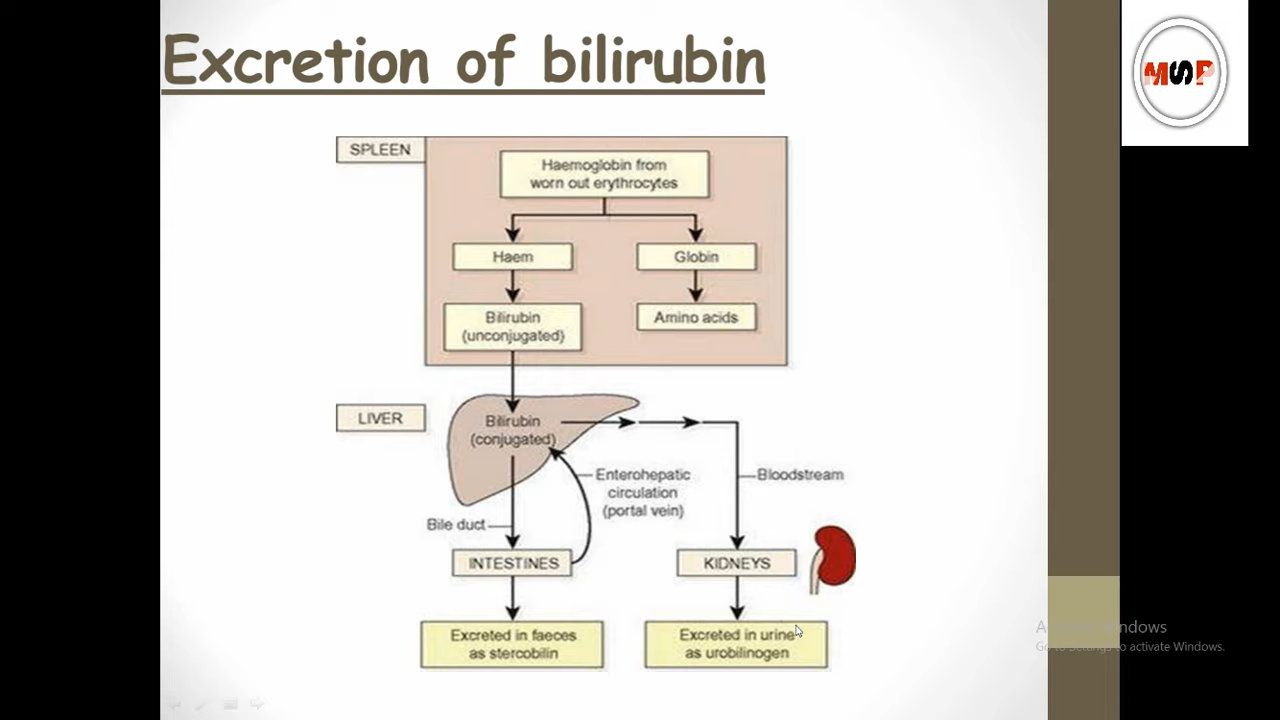 Excretion of bilirubin
MSP
SPLEEN
Haemoglobin from
worn out erythrocytes
Haem
Globin
Bilirubin
(unconjugated)
Amino acids
LIVER
Bilirubin
(conjugated)
Enterohepatic
circulation
(portal vein)
Bloodstream
Bile duct
INTESTINES
KIDNEYS
Excreted in faeces
as stercobilin
Excreted in urine
as urobilinogen
Go to Settings to activate Windows.